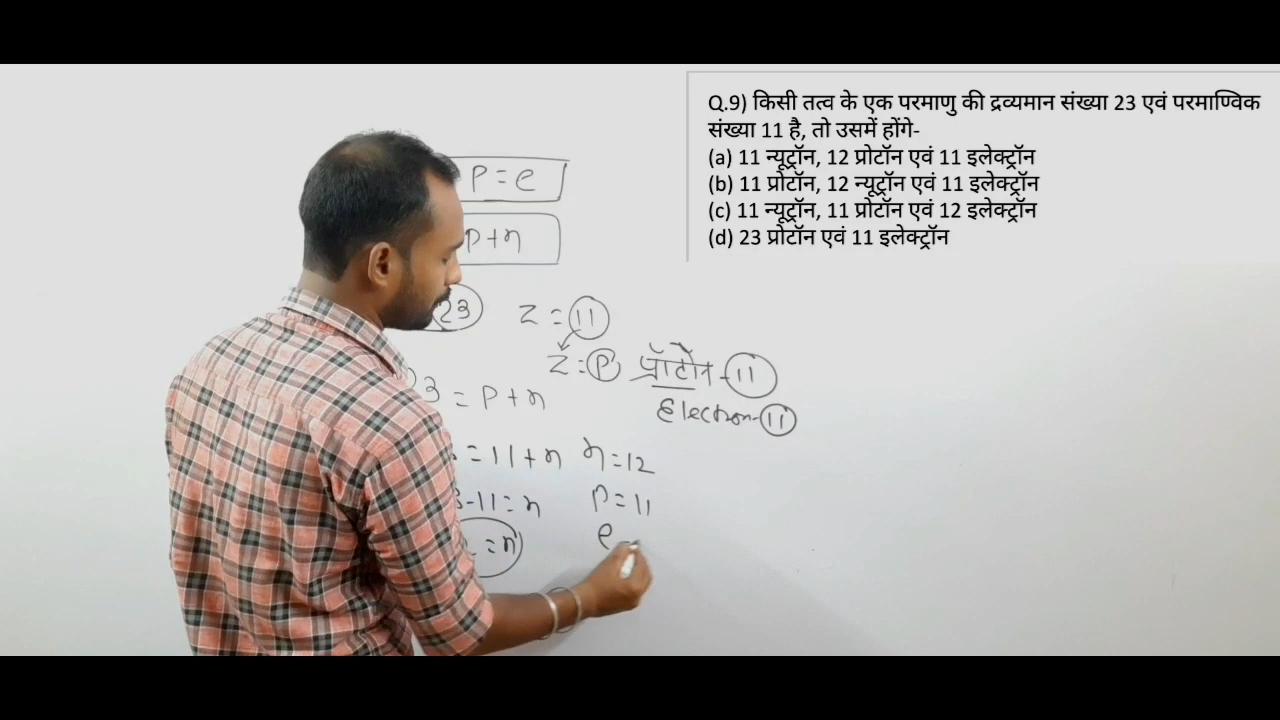 Q.9) किसी तत्व के एक परमाणु की द्रव्यमान संख्या 23 एवं परमाण्विक
संख्या 11 है, तो उसमें होंगे-
(a) 11 न्यूट्रॉन, 12 प्रोटॉन एवं 11 इलेक्ट्रॉन
(b) 11 प्रोटॉन, 12 न्यूट्रॉन एवं 11 इलेक्ट्रॉन
(c) 11 न्यूट्रॉन, 11 प्रोटॉन एवं 12 इलेक्ट्रॉन
(d) 23 प्रोटॉन एवं 11 इलेक्ट्रॉन
P=e
p+n
23 Z=11
Z=P प्रोटॉन-11
Electron-11
3=P+n
=11+n n=12
-11=n P=11
=n e